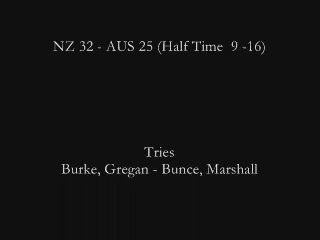 NZ 32 - AUS 25 (Half Time  9 -16)
Tries
Burke, Gregan - Bunce, Marshall